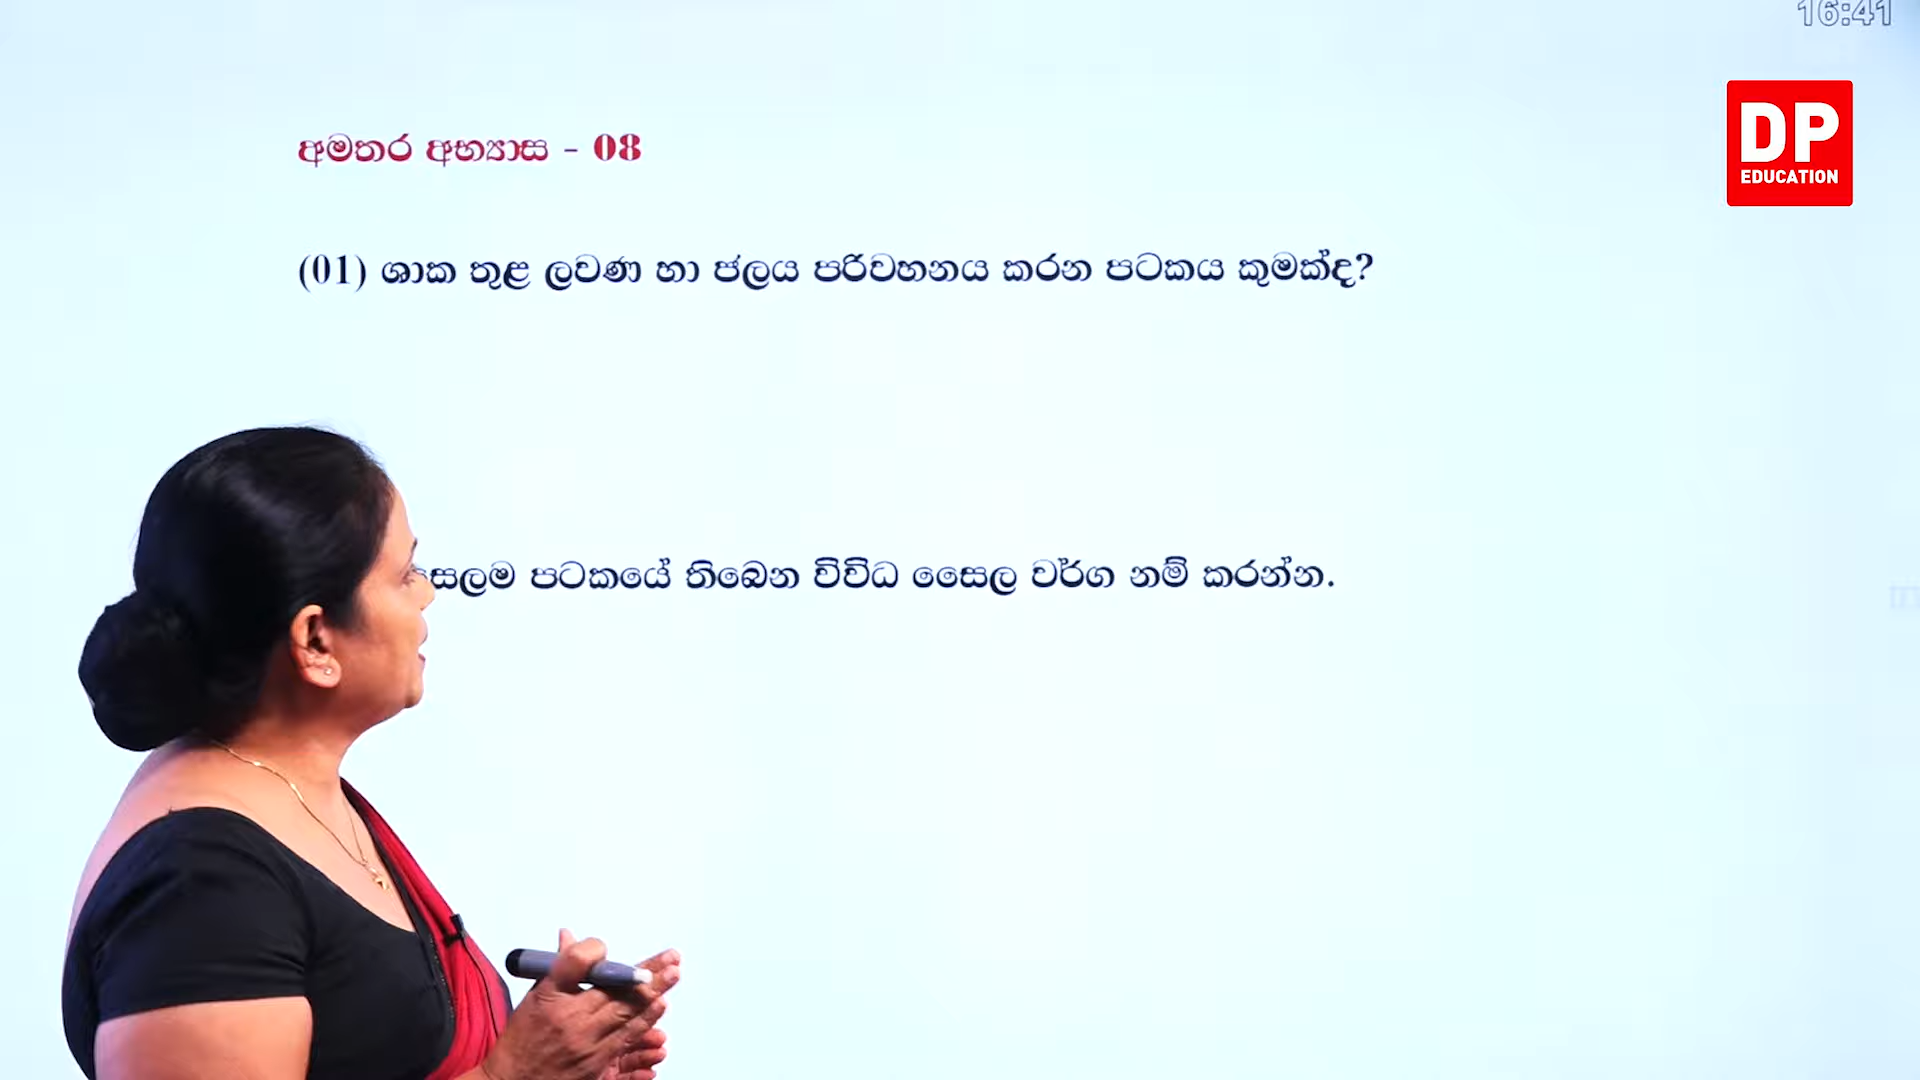 16:41
DP
EDUCATION
අමතර අභ්‍යාස - 08
(01) ශාක තුළ ලවණ හා ජලය පරිවහනය කරන පටකය කුමක්ද?
පටකයේ තිබෙන විවිධ සෛල වර්ග නම් කරන්න.